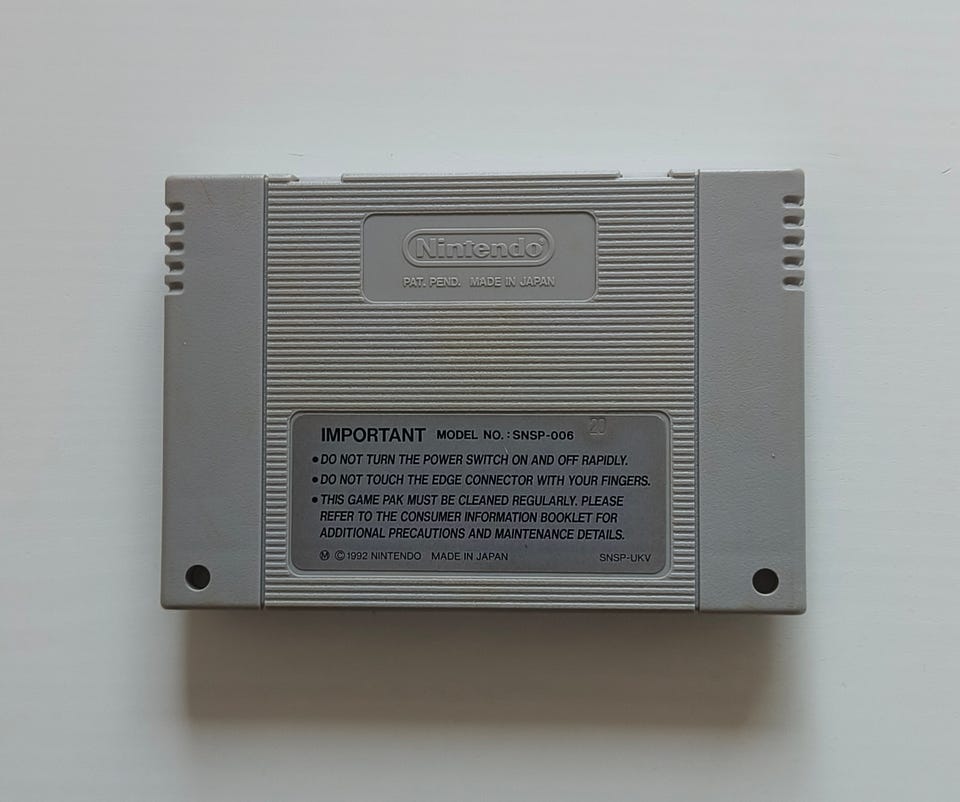 Nintendo®
PAT. PEND. MADE IN JAPAN
20
IMPORTANT MODEL NO.: SNSP-006
• DO NOT TURN THE POWER SWITCH ON AND OFF RAPIDLY.
• DO NOT TOUCH THE EDGE CONNECTOR WITH YOUR FINGERS.
• THIS GAME PAK MUST BE CLEANED REGULARLY. PLEASE
REFER TO THE CONSUMER INFORMATION BOOKLET FOR
ADDITIONAL PRECAUTIONS AND MAINTENANCE DETAILS.
Ⓜ ©1992 NINTENDO MADE IN JAPAN SNSP-UKV